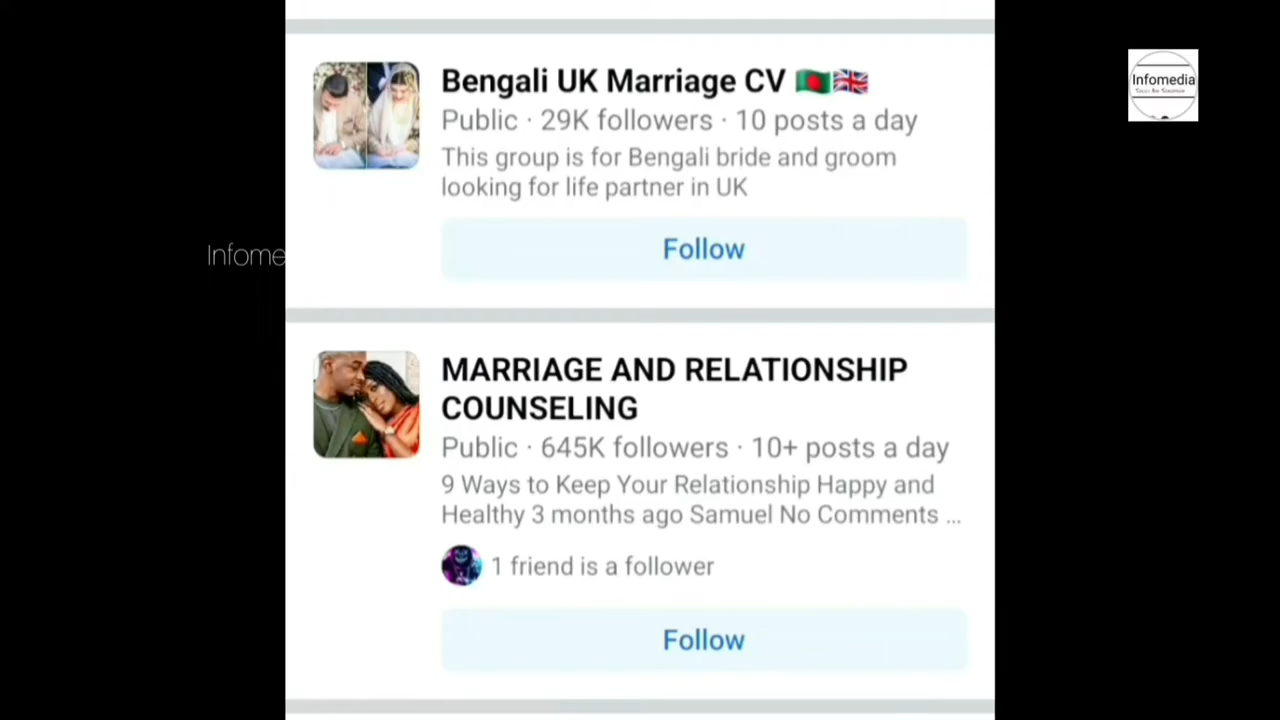 Bengali UK Marriage CV 🇧🇩🇬🇧
Public · 29K followers · 10 posts a day
This group is for Bengali bride and groom
looking for life partner in UK
Follow
MARRIAGE AND RELATIONSHIP
COUNSELING
Public · 645K followers · 10+ posts a day
9 Ways to Keep Your Relationship Happy and
Healthy 3 months ago Samuel No Comments ...
1 friend is a follower
Follow
Infome
Infomedia